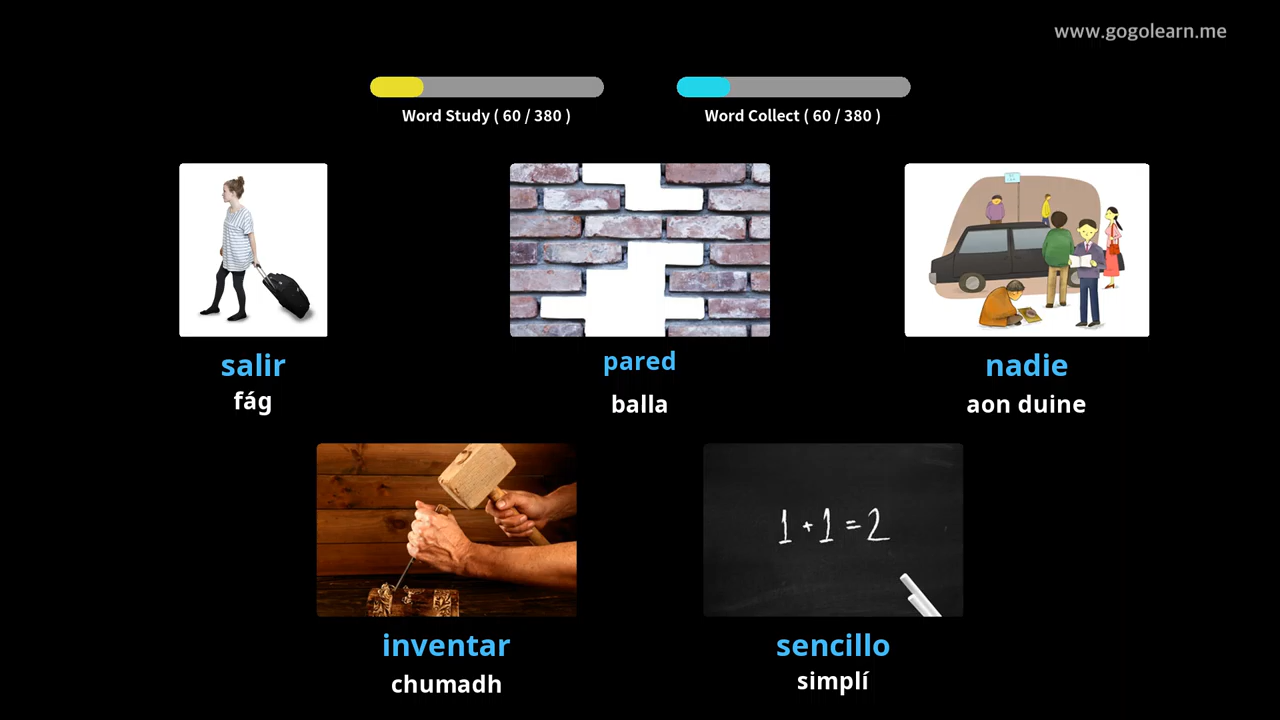 www.gogolearn.me
Word Study ( 60 / 380 )
Word Collect ( 60 / 380 )
salir
fág
pared
balla
nadie
aon duine
1 + 1 = 2
inventar
chumadh
sencillo
simplí